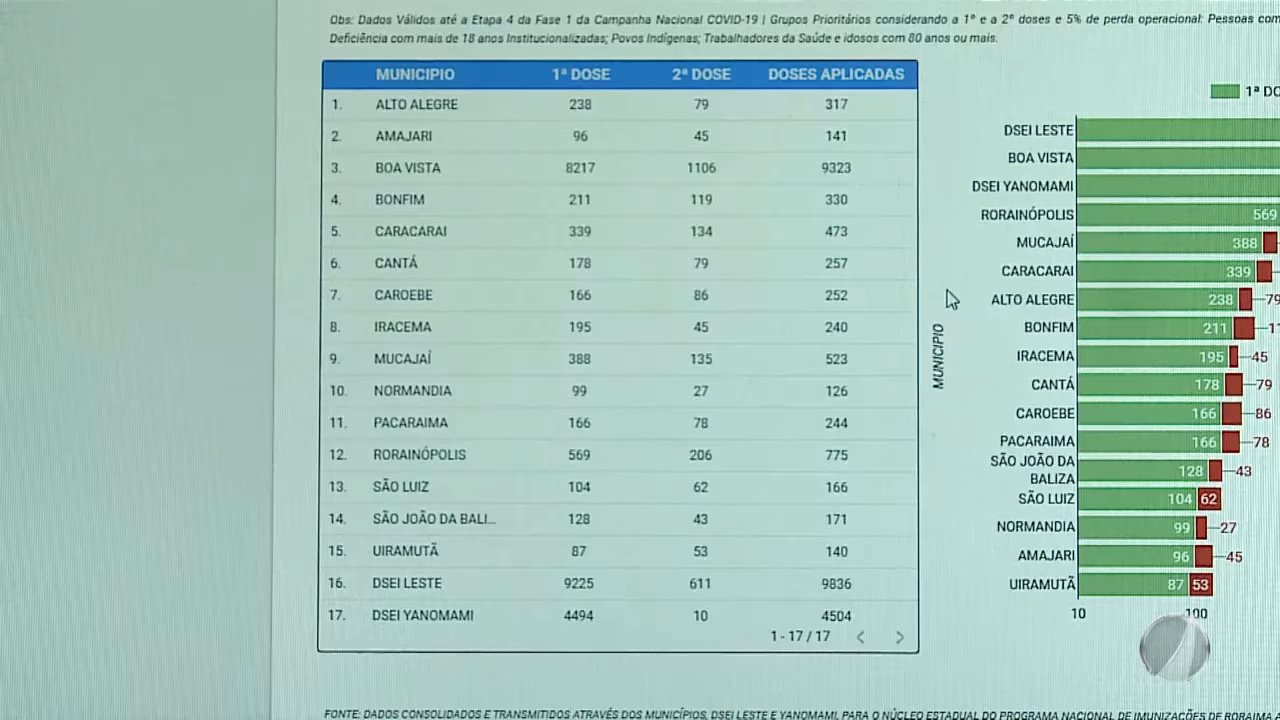 Obs: Dados Válidos até a Etapa 4 da Fase 1 da Campanha Nacional COVID-19 | Grupos Prioritários considerando a 1º e a 2º doses e 5% de perda operacional: Pessoas com
Deficiência com mais de 18 anos Institucionalizadas; Povos Indígenas; Trabalhadores da Saúde e idosos com 80 anos ou mais.
MUNICIPIO 1ª DOSE 2ª DOSE DOSES APLICADAS
1. ALTO ALEGRE 238 79 317
2. AMAJARI 96 45 141
3. BOA VISTA 8217 1106 9323
4. BONFIM 211 119 330
5. CARACARAI 339 134 473
6. CANTÁ 178 79 257
7. CAROEBE 166 86 252
8. IRACEMA 195 45 240
9. MUCAJAÍ 388 135 523
10. NORMANDIA 99 27 126
11. PACARAIMA 166 78 244
12. RORAINÓPOLIS 569 206 775
13. SÃO LUIZ 104 62 166
14. SÃO JOÃO DA BALI... 128 43 171
15. UIRAMUTÃ 87 53 140
16. DSEI LESTE 9225 611 9836
17. DSEI YANOMAMI 4494 10 4504
1 - 17 / 17
1ª DO
MUNICIPIO
DSEI LESTE
BOA VISTA
DSEI YANOMAMI
RORAINÓPOLIS 569
MUCAJAÍ 388
CARACARAI 339
ALTO ALEGRE 238 79
BONFIM 211 11
IRACEMA 195 45
CANTÁ 178 79
CAROEBE 166 86
PACARAIMA 166 78
SÃO JOÃO DA
BALIZA 128 43
SÃO LUIZ 104 62
NORMANDIA 99 27
AMAJARI 96 45
UIRAMUTÃ 87 53
10 100
FONTE: DADOS CONSOLIDADOS E TRANSMITIDOS ATRAVÉS DOS MUNICÍPIOS, DSEI LESTE E YANOMAMI, PARA O NÚCLEO ESTADUAL DO PROGRAMA NACIONAL DE IMUNIZAÇÕES DE RORAIMA